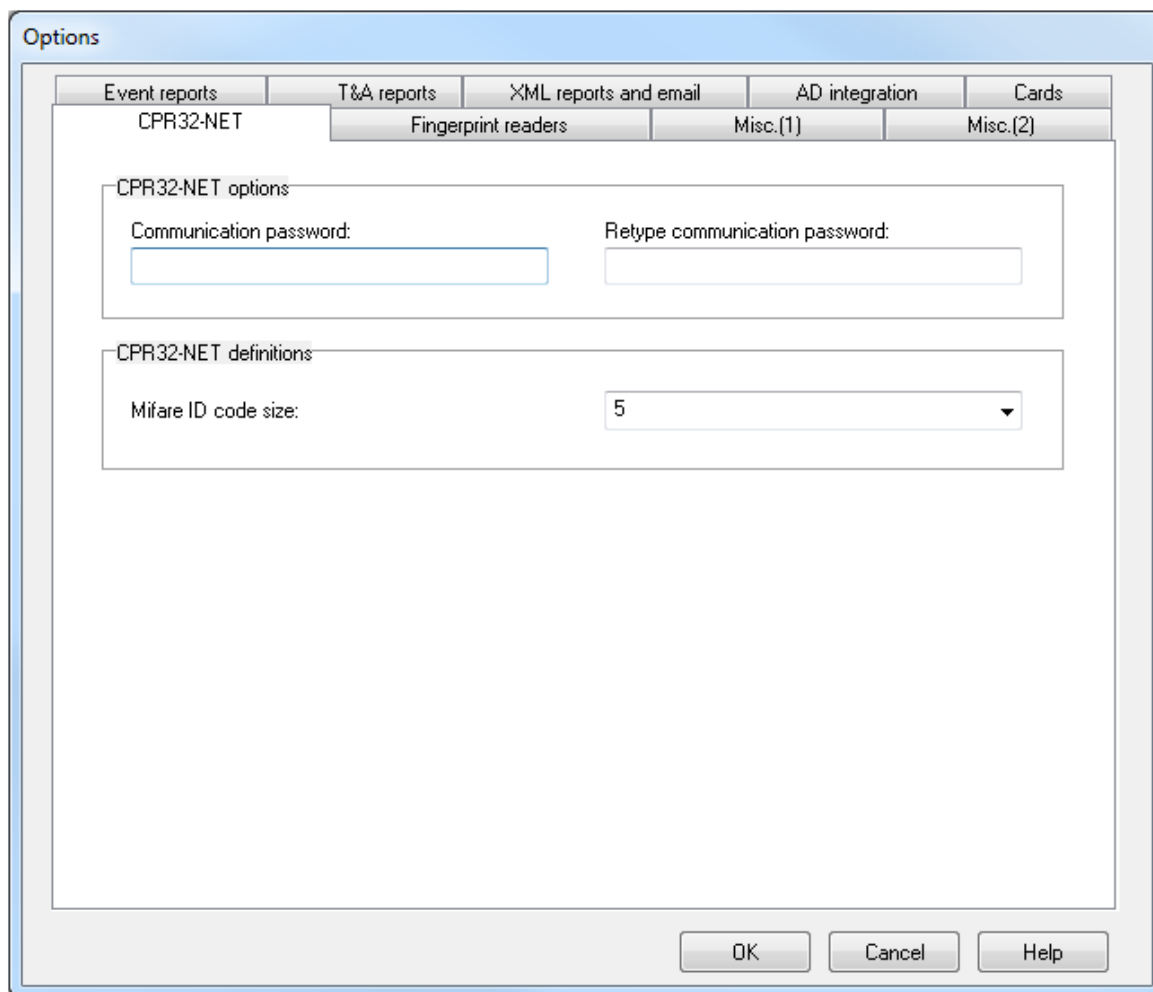 Options
Event reports T&A reports XML reports and email AD integration Cards
CPR32-NET Fingerprint readers Misc.(1) Misc.(2)
CPR32-NET options
Communication password: Retype communication password:
CPR32-NET definitions
Mifare ID code size: 5
OK Cancel Help